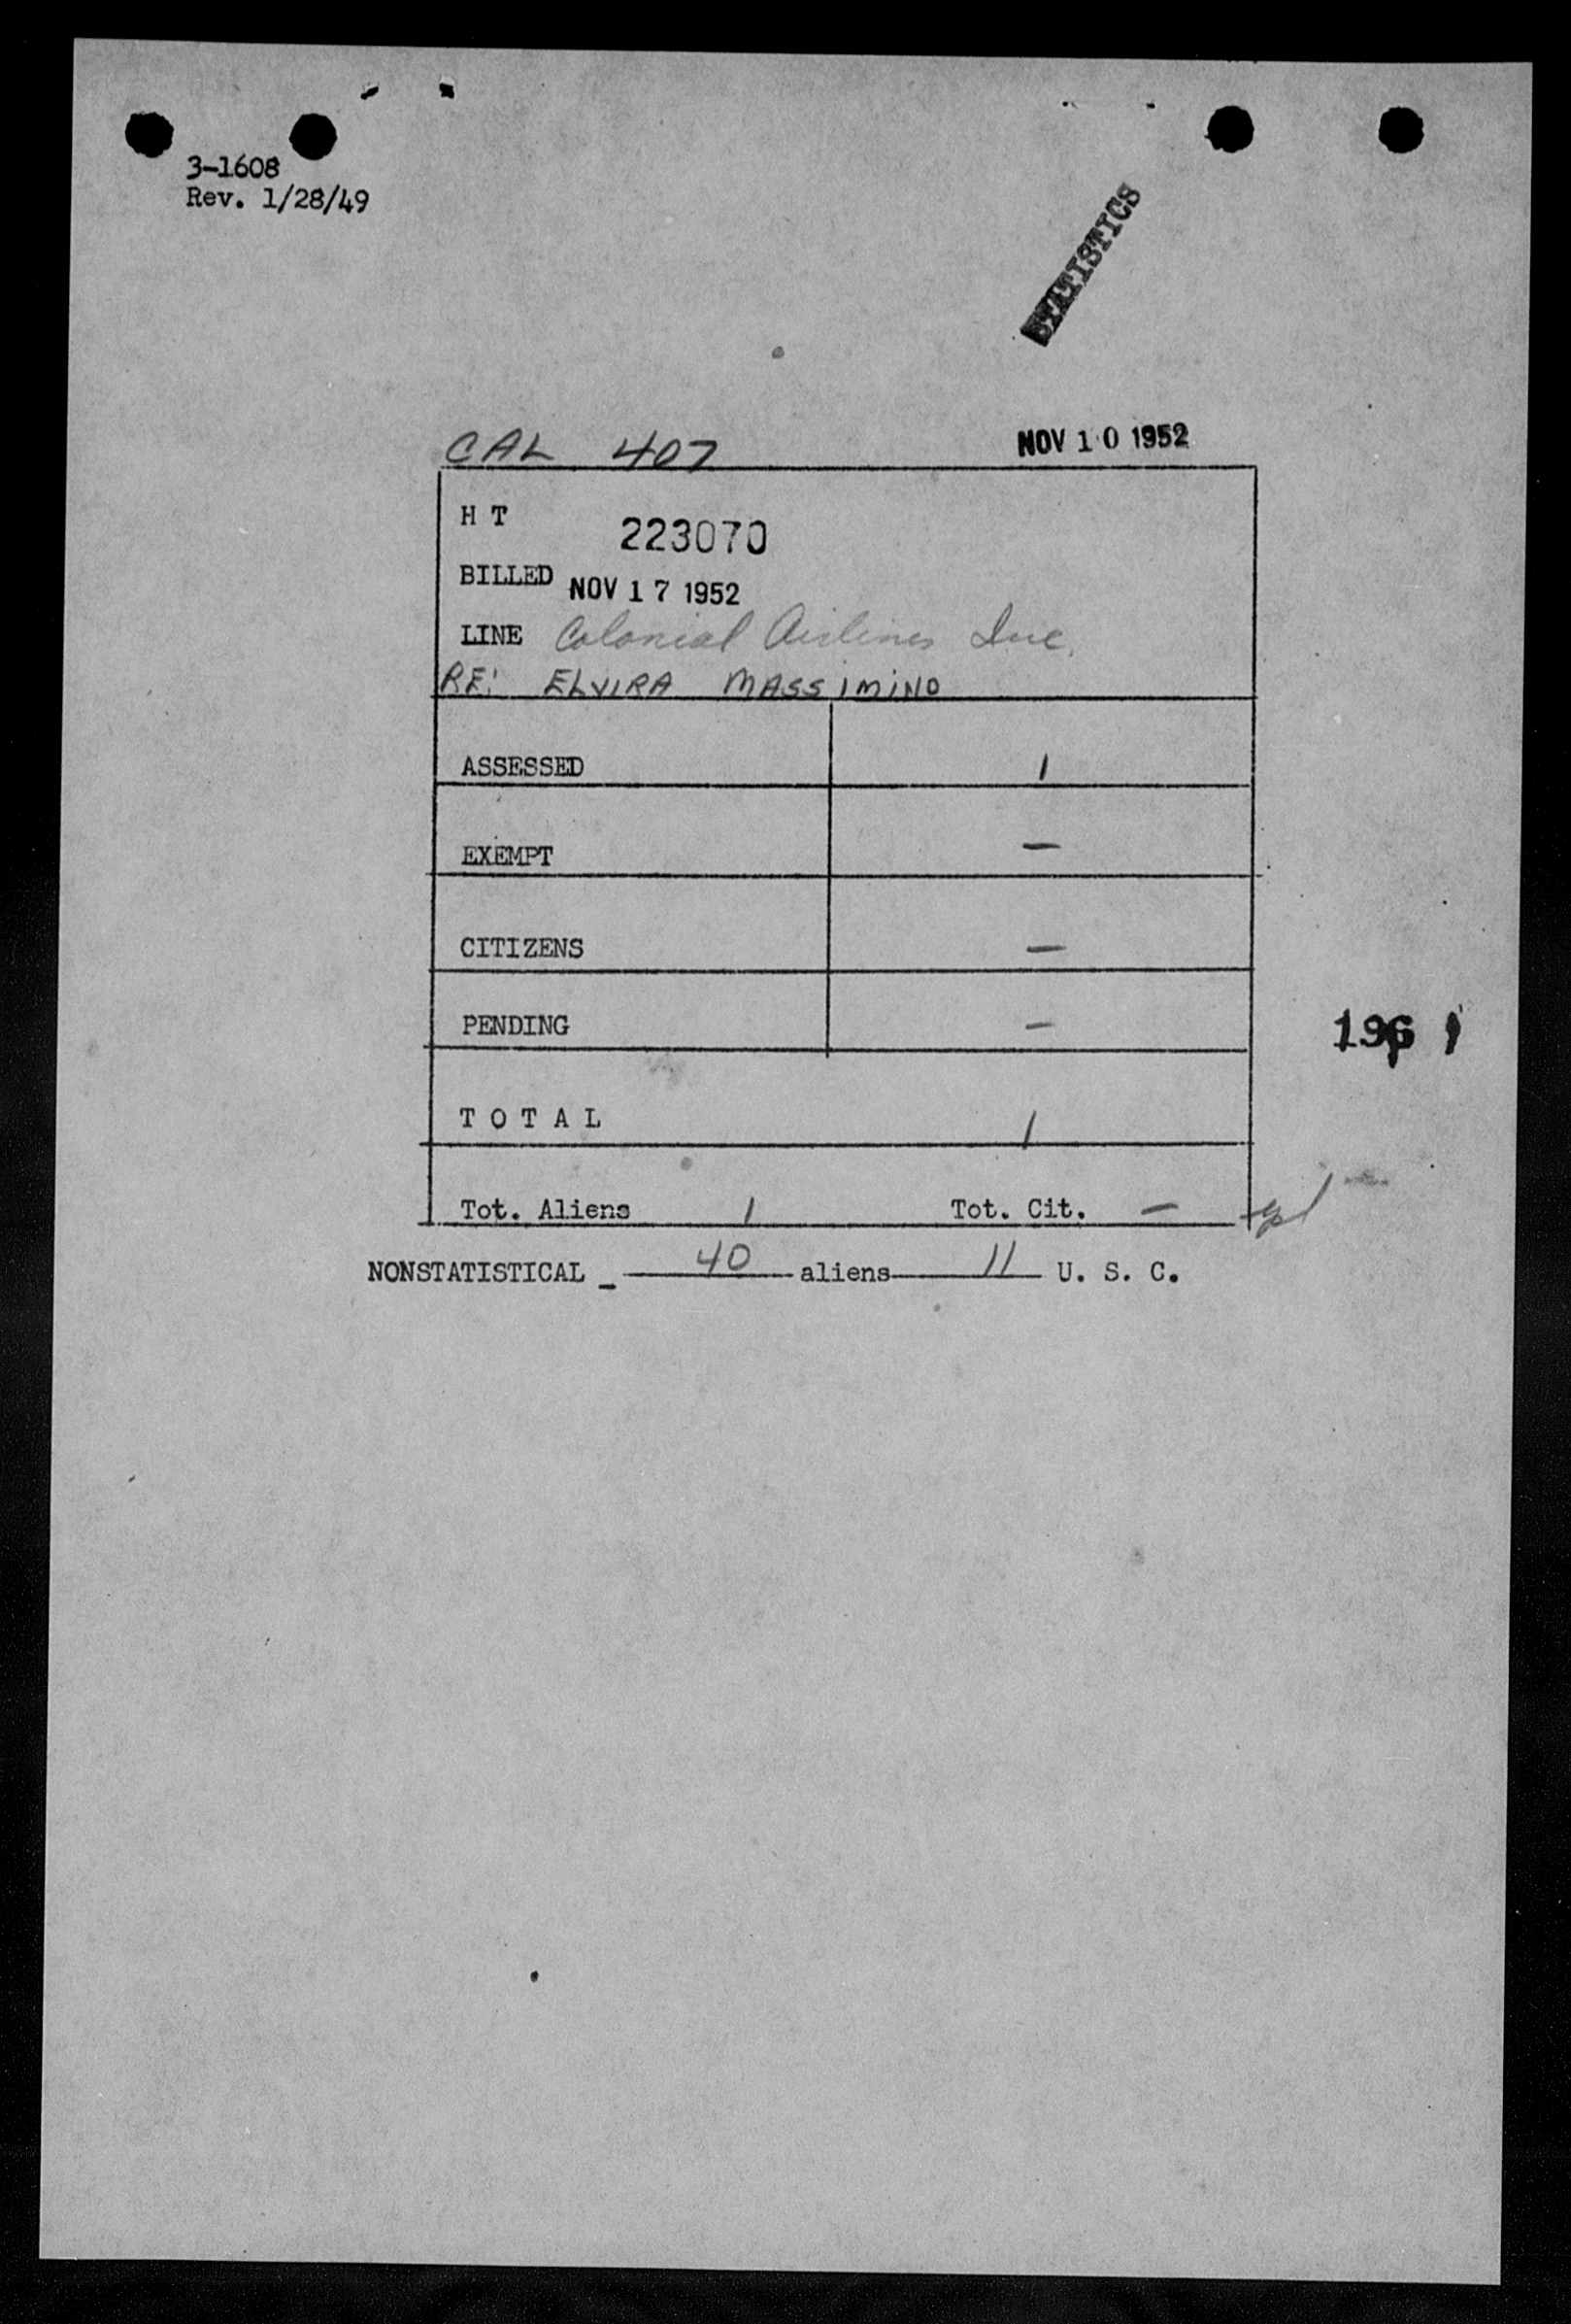 3-1608
Rev. 1/28/49
STATISTICS
CAL 407 NOV 10 1952
H T 223070
BILLED NOV 17 1952
LINE Colonial Airlines Inc.
RE: ELVIRA MASSIMINO
ASSESSED 1
EXEMPT —
CITIZENS —
PENDING —
196
T O T A L 1
Tot. Aliens 1 Tot. Cit. —
NONSTATISTICAL - 40 aliens 11 U. S. C.